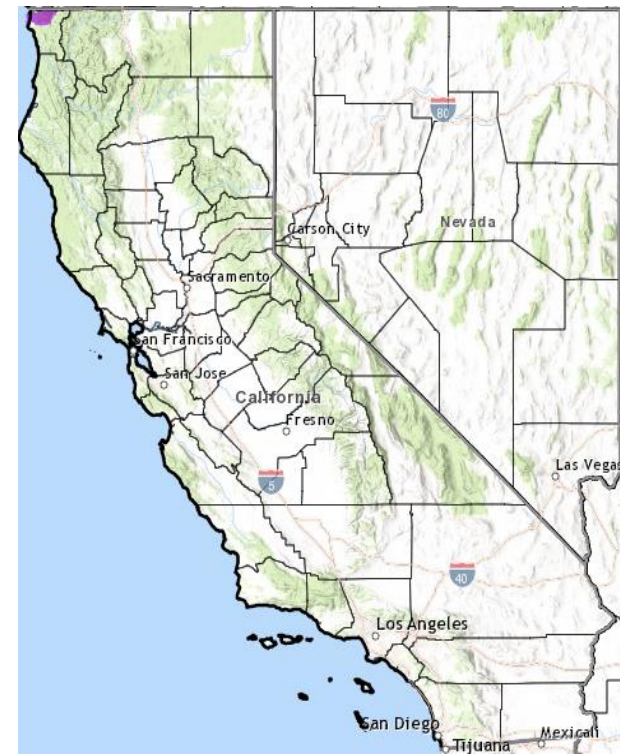 80
Nevada
Carson City
Sacramento
San Francisco
San Jose
California
Fresno
Las Vegas
5
40
Los Angeles
San Diego
Mexicali
Tijuana